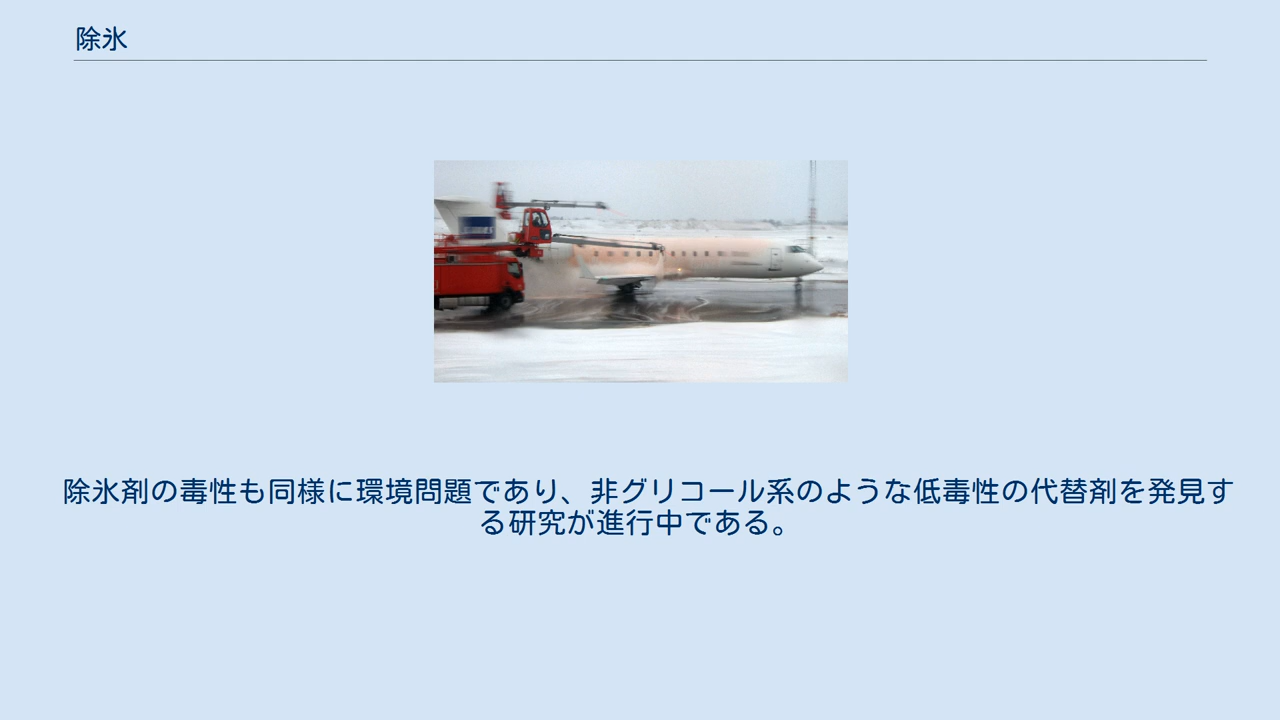 除氷
除氷剤の毒性も同様に環境問題であり、非グリコール系のような低毒性の代替剤を発見す
る研究が進行中である。